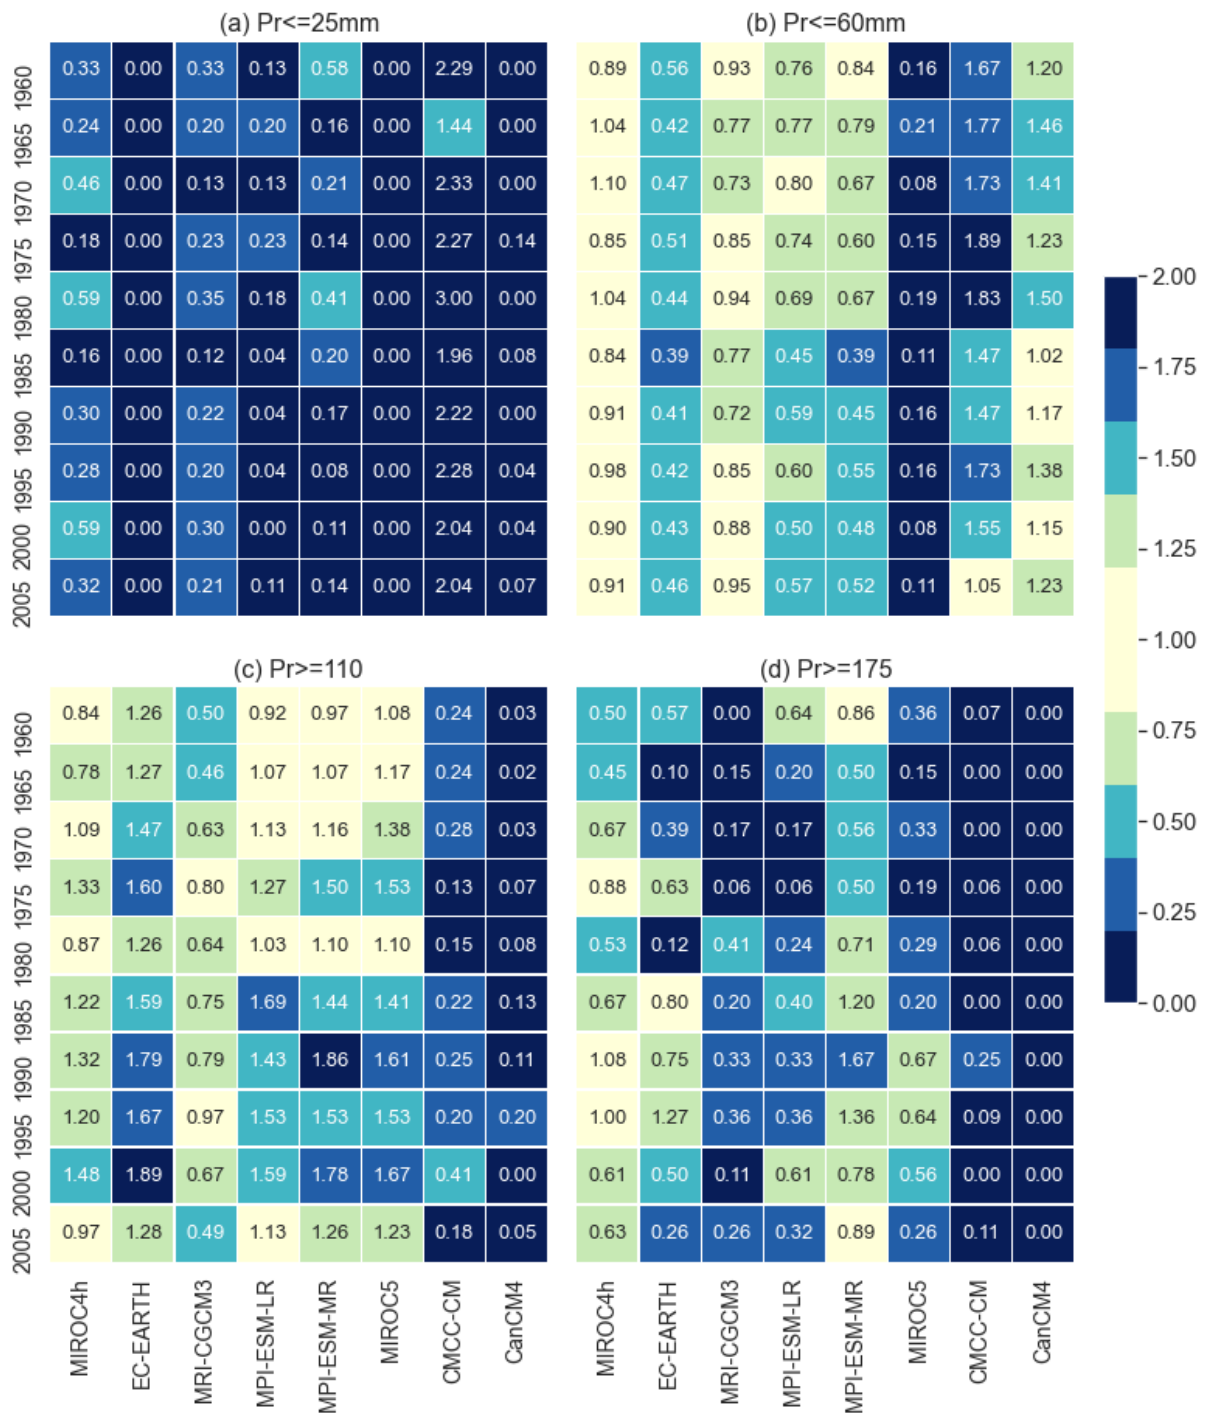 (a) Pr<=25mm
(b) Pr<=60mm
1960 0.33 0.00 0.33 0.13 0.58 0.00 2.29 0.00 0.89 0.56 0.93 0.76 0.84 0.16 1.67 1.20
1965 0.24 0.00 0.20 0.20 0.16 0.00 1.44 0.00 1.04 0.42 0.77 0.77 0.79 0.21 1.77 1.46
1970 0.46 0.00 0.13 0.13 0.21 0.00 2.33 0.00 1.10 0.47 0.73 0.80 0.67 0.08 1.73 1.41
1975 0.18 0.00 0.23 0.23 0.14 0.00 2.27 0.14 0.85 0.51 0.85 0.74 0.60 0.15 1.89 1.23
1980 0.59 0.00 0.35 0.18 0.41 0.00 3.00 0.00 1.04 0.44 0.94 0.69 0.67 0.19 1.83 1.50
1985 0.16 0.00 0.12 0.04 0.20 0.00 1.96 0.08 0.84 0.39 0.77 0.45 0.39 0.11 1.47 1.02
1990 0.30 0.00 0.22 0.04 0.17 0.00 2.22 0.00 0.91 0.41 0.72 0.59 0.45 0.16 1.47 1.17
1995 0.28 0.00 0.20 0.04 0.08 0.00 2.28 0.04 0.98 0.42 0.85 0.60 0.55 0.16 1.73 1.38
2000 0.59 0.00 0.30 0.00 0.11 0.00 2.04 0.04 0.90 0.43 0.88 0.50 0.48 0.08 1.55 1.15
2005 0.32 0.00 0.21 0.11 0.14 0.00 2.04 0.07 0.91 0.46 0.95 0.57 0.52 0.11 1.05 1.23
(c) Pr>=110
(d) Pr>=175
1960 0.84 1.26 0.50 0.92 0.97 1.08 0.24 0.03 0.50 0.57 0.00 0.64 0.86 0.36 0.07 0.00
1965 0.78 1.27 0.46 1.07 1.07 1.17 0.24 0.02 0.45 0.10 0.15 0.20 0.50 0.15 0.00 0.00
1970 1.09 1.47 0.63 1.13 1.16 1.38 0.28 0.03 0.67 0.39 0.17 0.17 0.56 0.33 0.00 0.00
1975 1.33 1.60 0.80 1.27 1.50 1.53 0.13 0.07 0.88 0.63 0.06 0.06 0.50 0.19 0.06 0.00
1980 0.87 1.26 0.64 1.03 1.10 1.10 0.15 0.08 0.53 0.12 0.41 0.24 0.71 0.29 0.06 0.00
1985 1.22 1.59 0.75 1.69 1.44 1.41 0.22 0.13 0.67 0.80 0.20 0.40 1.20 0.20 0.00 0.00
1990 1.32 1.79 0.79 1.43 1.86 1.61 0.25 0.11 1.08 0.75 0.33 0.33 1.67 0.67 0.25 0.00
1995 1.20 1.67 0.97 1.53 1.53 1.53 0.20 0.20 1.00 1.27 0.36 0.36 1.36 0.64 0.09 0.00
2000 1.48 1.89 0.67 1.59 1.78 1.67 0.41 0.00 0.61 0.50 0.11 0.61 0.78 0.56 0.00 0.00
2005 0.97 1.28 0.49 1.13 1.26 1.23 0.18 0.05 0.63 0.26 0.26 0.32 0.89 0.26 0.11 0.00
MIROC4h
EC-EARTH
MRI-CGCM3
MPI-ESM-LR
MPI-ESM-MR
MIROC5
CMCC-CM
CanCM4
MIROC4h
EC-EARTH
MRI-CGCM3
MPI-ESM-LR
MPI-ESM-MR
MIROC5
CMCC-CM
CanCM4
2.00
1.75
1.50
1.25
1.00
0.75
0.50
0.25
0.00